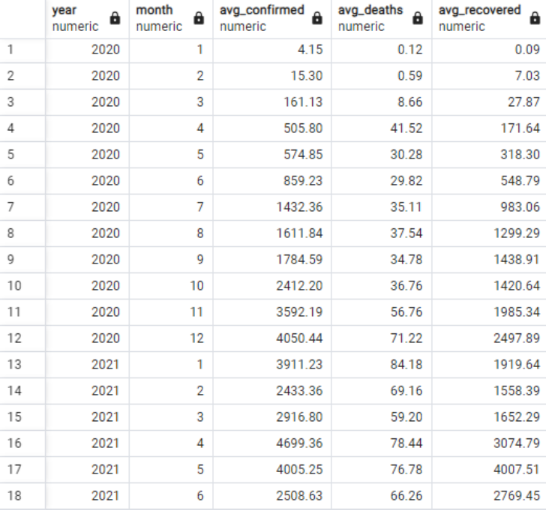 year month avg_confirmed avg_deaths avg_recovered
numeric numeric numeric numeric numeric
1 2020 1 4.15 0.12 0.09
2 2020 2 15.30 0.59 7.03
3 2020 3 161.13 8.66 27.87
4 2020 4 505.80 41.52 171.64
5 2020 5 574.85 30.28 318.30
6 2020 6 859.23 29.82 548.79
7 2020 7 1432.36 35.11 983.06
8 2020 8 1611.84 37.54 1299.29
9 2020 9 1784.59 34.78 1438.91
10 2020 10 2412.20 36.76 1420.64
11 2020 11 3592.19 56.76 1985.34
12 2020 12 4050.44 71.22 2497.89
13 2021 1 3911.23 84.18 1919.64
14 2021 2 2433.36 69.16 1558.39
15 2021 3 2916.80 59.20 1652.29
16 2021 4 4699.36 78.44 3074.79
17 2021 5 4005.25 76.78 4007.51
18 2021 6 2508.63 66.26 2769.45